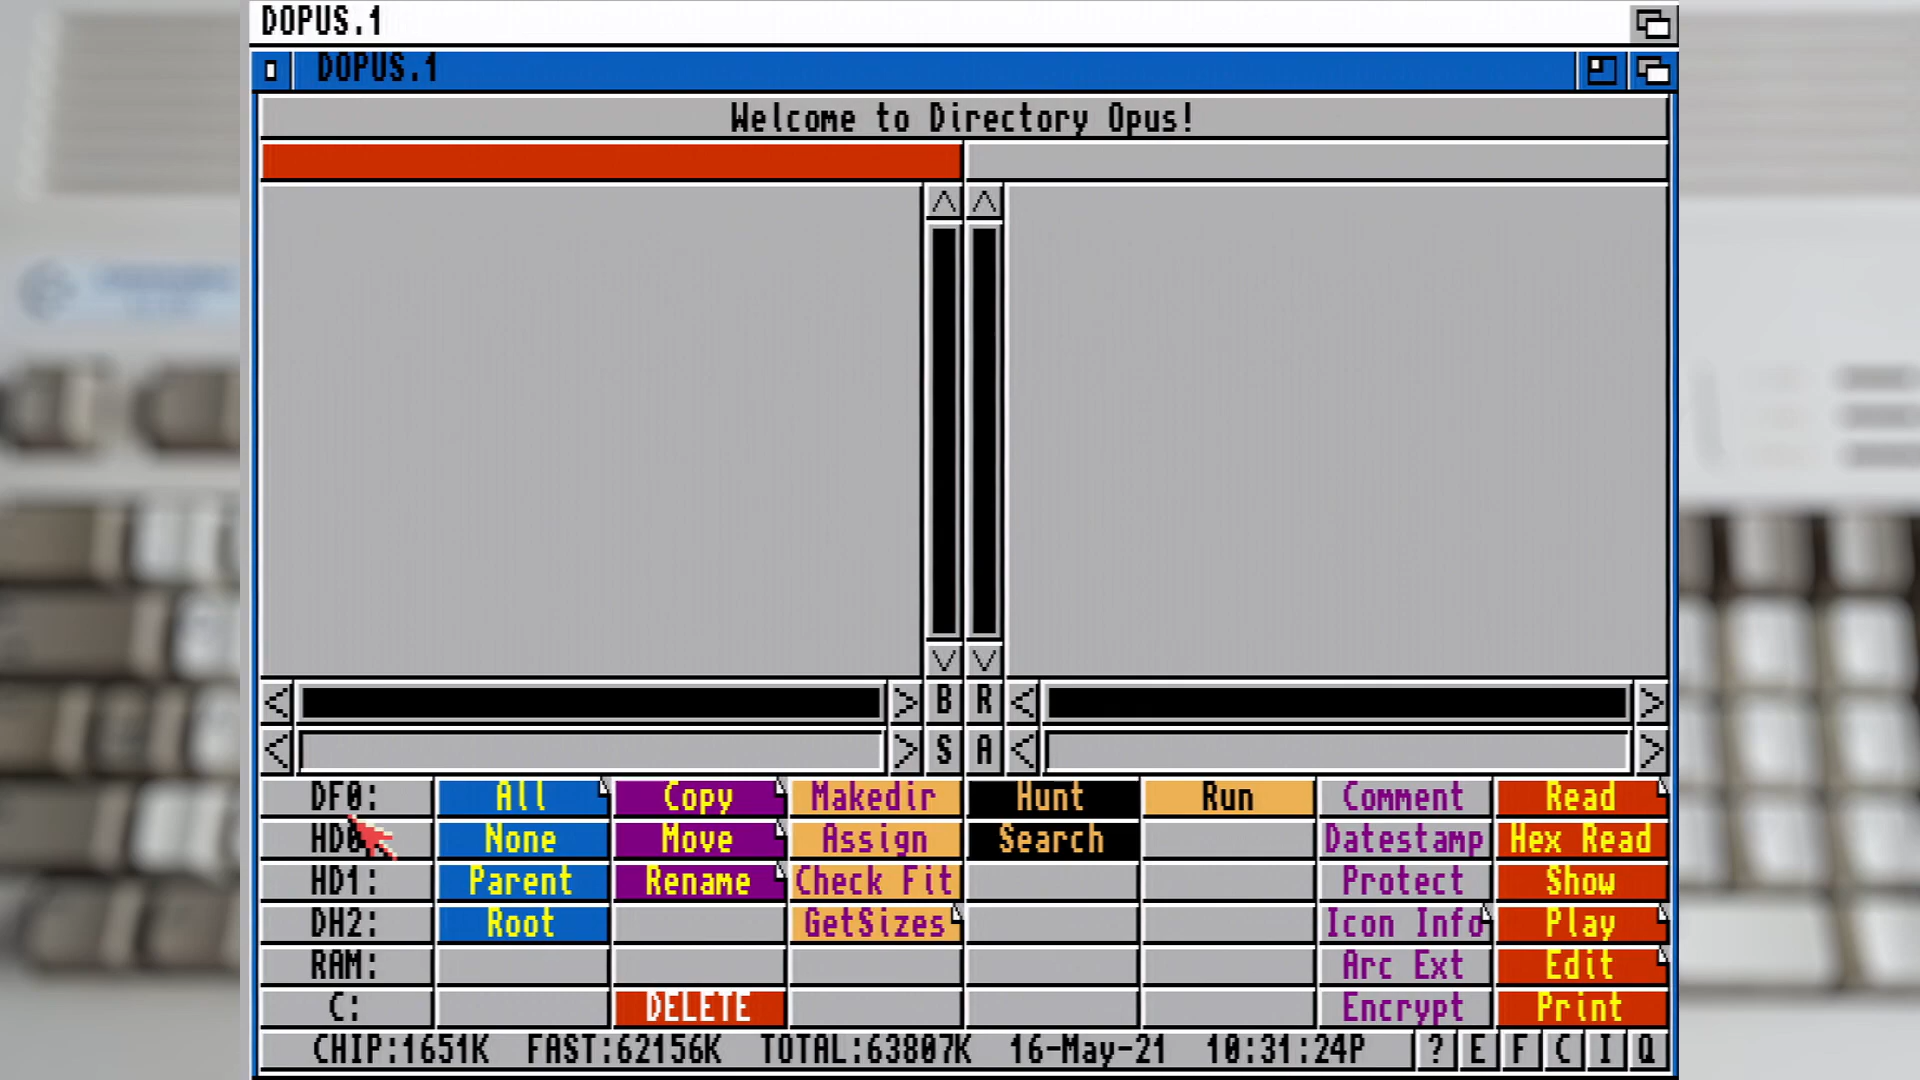 DOPUS.1
DOPUS.1
Welcome to Directory Opus!
B R
S A
DF0: All Copy Makedir Hunt Run Comment Read
HD0 None Move Assign Search Datestamp Hex Read
HD1: Parent Rename Check Fit Protect Show
DH2: Root GetSizes Icon Info Play
RAM: Arc Ext Edit
C: DELETE Encrypt Print
CHIP:1651K FAST:62156K TOTAL:63807K 16-May-21 10:31:24P ? E F C I Q